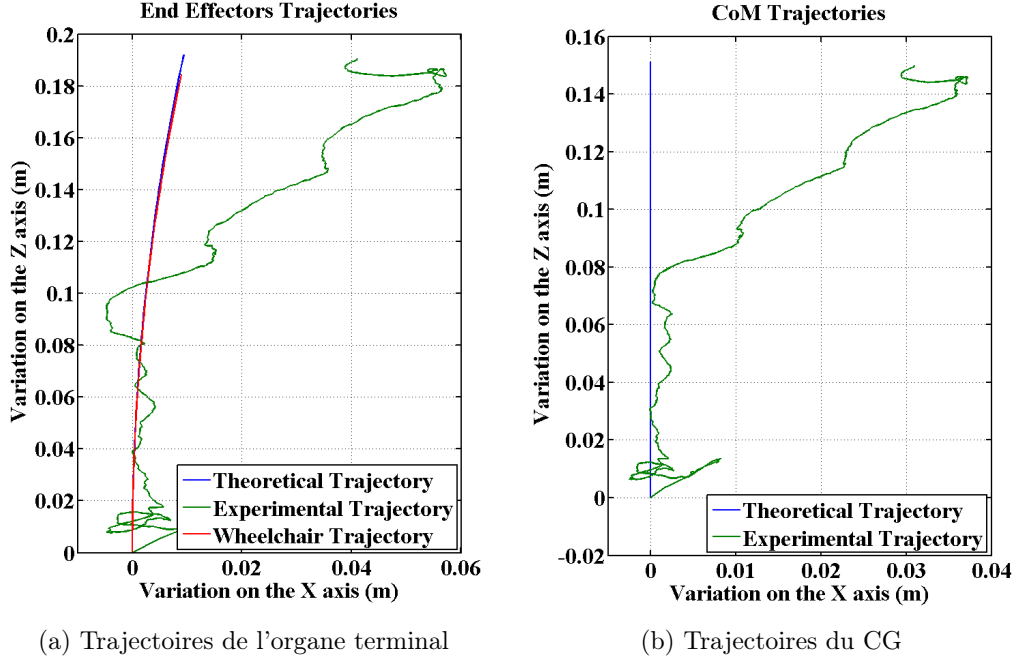 End Effectors Trajectories
Variation on the Z axis (m)
0.2
0.18
0.16
0.14
0.12
0.1
0.08
0.06
0.04
0.02
0
Theoretical Trajectory
Experimental Trajectory
Wheelchair Trajectory
0 0.02 0.04 0.06
Variation on the X axis (m)
(a) Trajectoires de l'organe terminal
CoM Trajectories
Variation on the Z axis (m)
0.16
0.14
0.12
0.1
0.08
0.06
0.04
0.02
0
-0.02
Theoretical Trajectory
Experimental Trajectory
0 0.01 0.02 0.03 0.04
Variation on the X axis (m)
(b) Trajectoires du CG